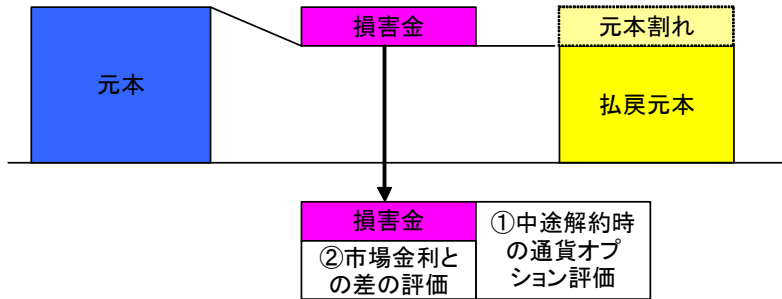 元本
損害金
元本割れ
払戻元本
損害金
②市場金利と
の差の評価
①中途解約時
の通貨オプ
ション評価